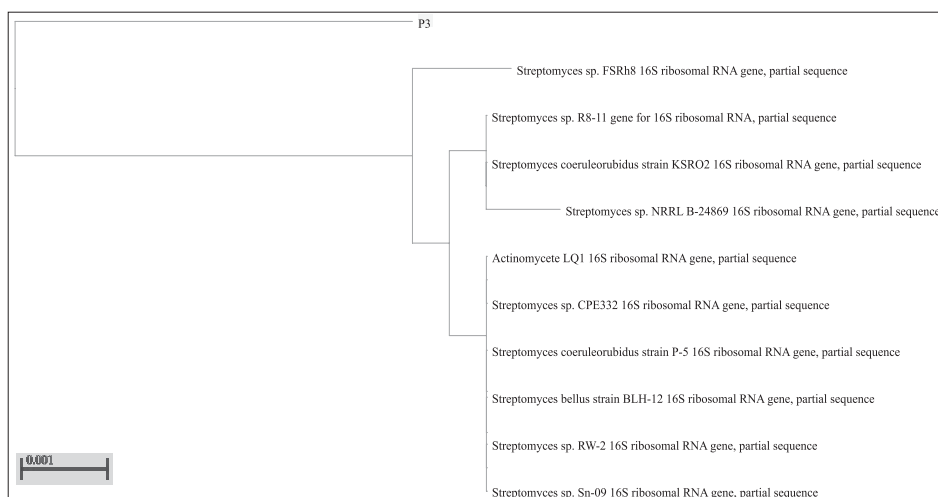 P3
Streptomyces sp. FSRh8 16S ribosomal RNA gene, partial sequence
Streptomyces sp. R8-11 gene for 16S ribosomal RNA, partial sequence
Streptomyces coeruleorubidus strain KSRO2 16S ribosomal RNA gene, partial sequence
Streptomyces sp. NRRL B-24869 16S ribosomal RNA gene, partial sequence
Actinomycete LQ1 16S ribosomal RNA gene, partial sequence
Streptomyces sp. CPE332 16S ribosomal RNA gene, partial sequence
Streptomyces coeruleorubidus strain P-5 16S ribosomal RNA gene, partial sequence
Streptomyces bellus strain BLH-12 16S ribosomal RNA gene, partial sequence
Streptomyces sp. RW-2 16S ribosomal RNA gene, partial sequence
Streptomyces sp. Sn-09 16S ribosomal RNA gene, partial sequence
0.001